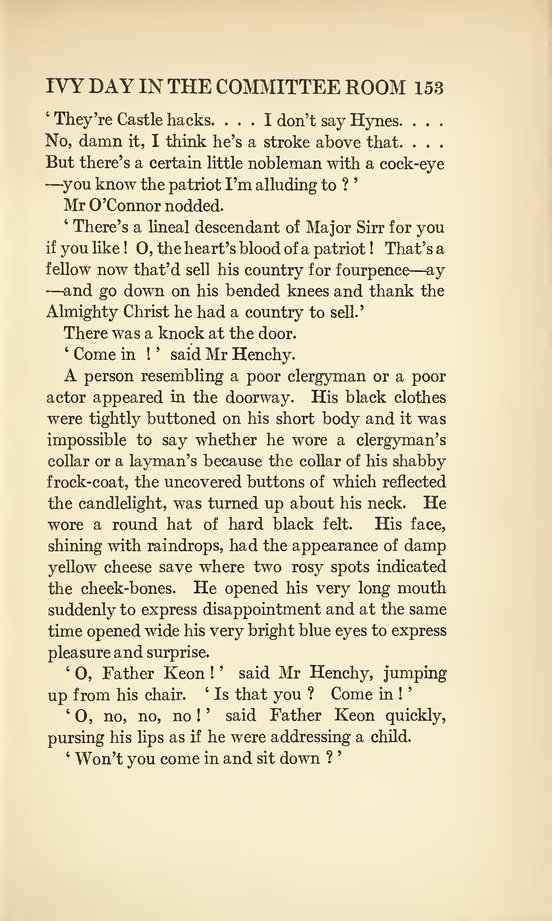 IVY DAY IN THE COMMITTEE ROOM 153
‘ They're Castle hacks. . . . I don't say Hynes. . . .
No, damn it, I think he's a stroke above that. . . .
But there's a certain little nobleman with a cock-eye
—you know the patriot I'm alluding to ? ’
Mr O'Connor nodded.
‘ There's a lineal descendant of Major Sirr for you
if you like ! O, the heart's blood of a patriot ! That's a
fellow now that'd sell his country for fourpence—ay
—and go down on his bended knees and thank the
Almighty Christ he had a country to sell.’
There was a knock at the door.
‘ Come in ! ’ said Mr Henchy.
A person resembling a poor clergyman or a poor
actor appeared in the doorway. His black clothes
were tightly buttoned on his short body and it was
impossible to say whether he wore a clergyman's
collar or a layman's because the collar of his shabby
frock-coat, the uncovered buttons of which reflected
the candlelight, was turned up about his neck. He
wore a round hat of hard black felt. His face,
shining with raindrops, had the appearance of damp
yellow cheese save where two rosy spots indicated
the cheek-bones. He opened his very long mouth
suddenly to express disappointment and at the same
time opened wide his very bright blue eyes to express
pleasure and surprise.
‘ O, Father Keon ! ’ said Mr Henchy, jumping
up from his chair. ‘ Is that you ? Come in ! ’
‘ O, no, no, no ! ’ said Father Keon quickly,
pursing his lips as if he were addressing a child.
‘ Won't you come in and sit down ? ’